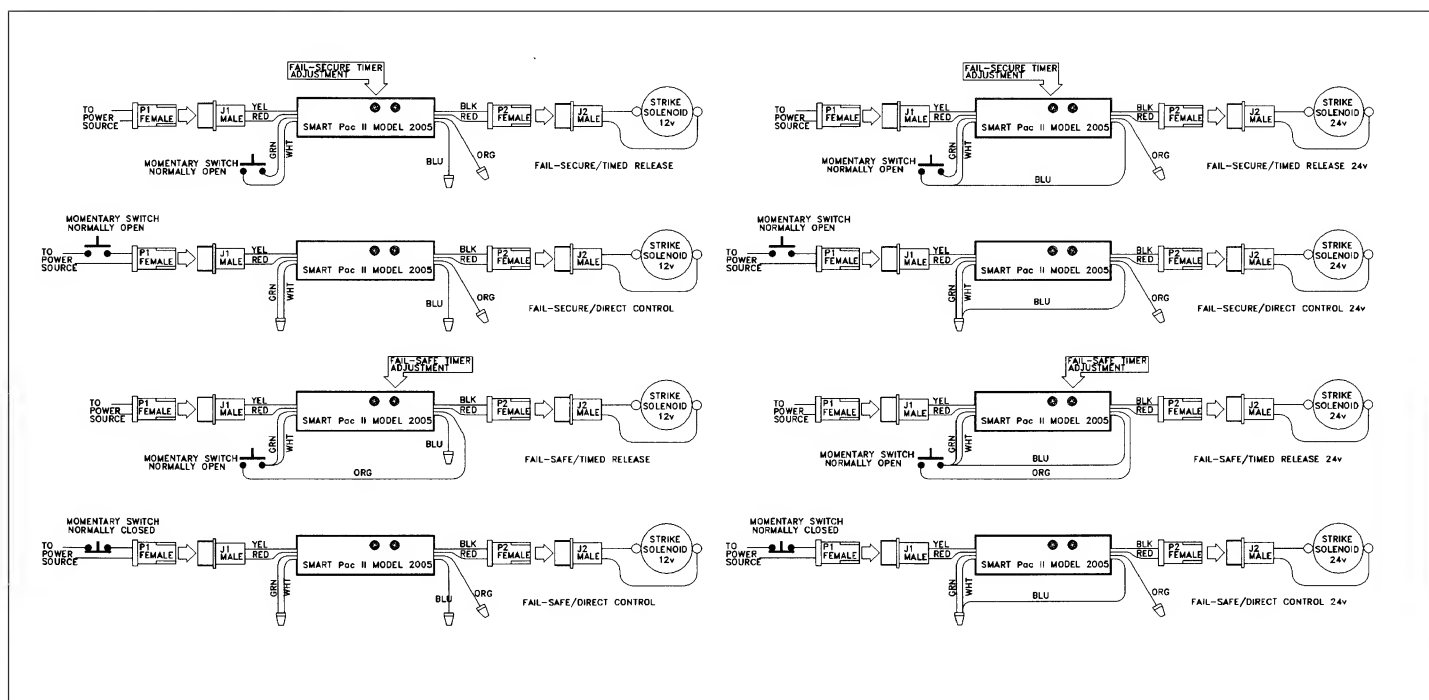 FAIL-SECURE TIMER
ADJUSTMENT
TO
POWER
SOURCE
P1
FEMALE
J1
MALE
YEL
RED
GRN
WHT
SMART Pac II MODEL 2005
BLK
RED
BLU
ORG
P2
FEMALE
J2
MALE
STRIKE
SOLENOID
12v
MOMENTARY SWITCH
NORMALLY OPEN
FAIL-SECURE/TIMED RELEASE
FAIL-SECURE TIMER
ADJUSTMENT
TO
POWER
SOURCE
P1
FEMALE
J1
MALE
YEL
RED
GRN
WHT
SMART Pac II MODEL 2005
BLK
RED
BLU
ORG
P2
FEMALE
J2
MALE
STRIKE
SOLENOID
24v
MOMENTARY SWITCH
NORMALLY OPEN
FAIL-SECURE/TIMED RELEASE 24v
MOMENTARY SWITCH
NORMALLY OPEN
TO
POWER
SOURCE
P1
FEMALE
J1
MALE
YEL
RED
GRN
WHT
SMART Pac II MODEL 2005
BLK
RED
BLU
ORG
P2
FEMALE
J2
MALE
STRIKE
SOLENOID
12v
FAIL-SECURE/DIRECT CONTROL
MOMENTARY SWITCH
NORMALLY OPEN
TO
POWER
SOURCE
P1
FEMALE
J1
MALE
YEL
RED
GRN
WHT
SMART Pac II MODEL 2005
BLK
RED
BLU
ORG
P2
FEMALE
J2
MALE
STRIKE
SOLENOID
24v
FAIL-SECURE/DIRECT CONTROL 24v
FAIL-SAFE TIMER
ADJUSTMENT
TO
POWER
SOURCE
P1
FEMALE
J1
MALE
YEL
RED
GRN
WHT
SMART Pac II MODEL 2005
BLK
RED
BLU
ORG
P2
FEMALE
J2
MALE
STRIKE
SOLENOID
12v
MOMENTARY SWITCH
NORMALLY OPEN
FAIL-SAFE/TIMED RELEASE
FAIL-SAFE TIMER
ADJUSTMENT
TO
POWER
SOURCE
P1
FEMALE
J1
MALE
YEL
RED
GRN
WHT
SMART Pac II MODEL 2005
BLK
RED
BLU
ORG
P2
FEMALE
J2
MALE
STRIKE
SOLENOID
24v
MOMENTARY SWITCH
NORMALLY OPEN
FAIL-SAFE/TIMED RELEASE 24v
MOMENTARY SWITCH
NORMALLY CLOSED
TO
POWER
SOURCE
P1
FEMALE
J1
MALE
YEL
RED
GRN
WHT
SMART Pac II MODEL 2005
BLK
RED
BLU
ORG
P2
FEMALE
J2
MALE
STRIKE
SOLENOID
12v
FAIL-SAFE/DIRECT CONTROL
MOMENTARY SWITCH
NORMALLY CLOSED
TO
POWER
SOURCE
P1
FEMALE
J1
MALE
YEL
RED
GRN
WHT
SMART Pac II MODEL 2005
BLK
RED
BLU
ORG
P2
FEMALE
J2
MALE
STRIKE
SOLENOID
24v
FAIL-SAFE/DIRECT CONTROL 24v